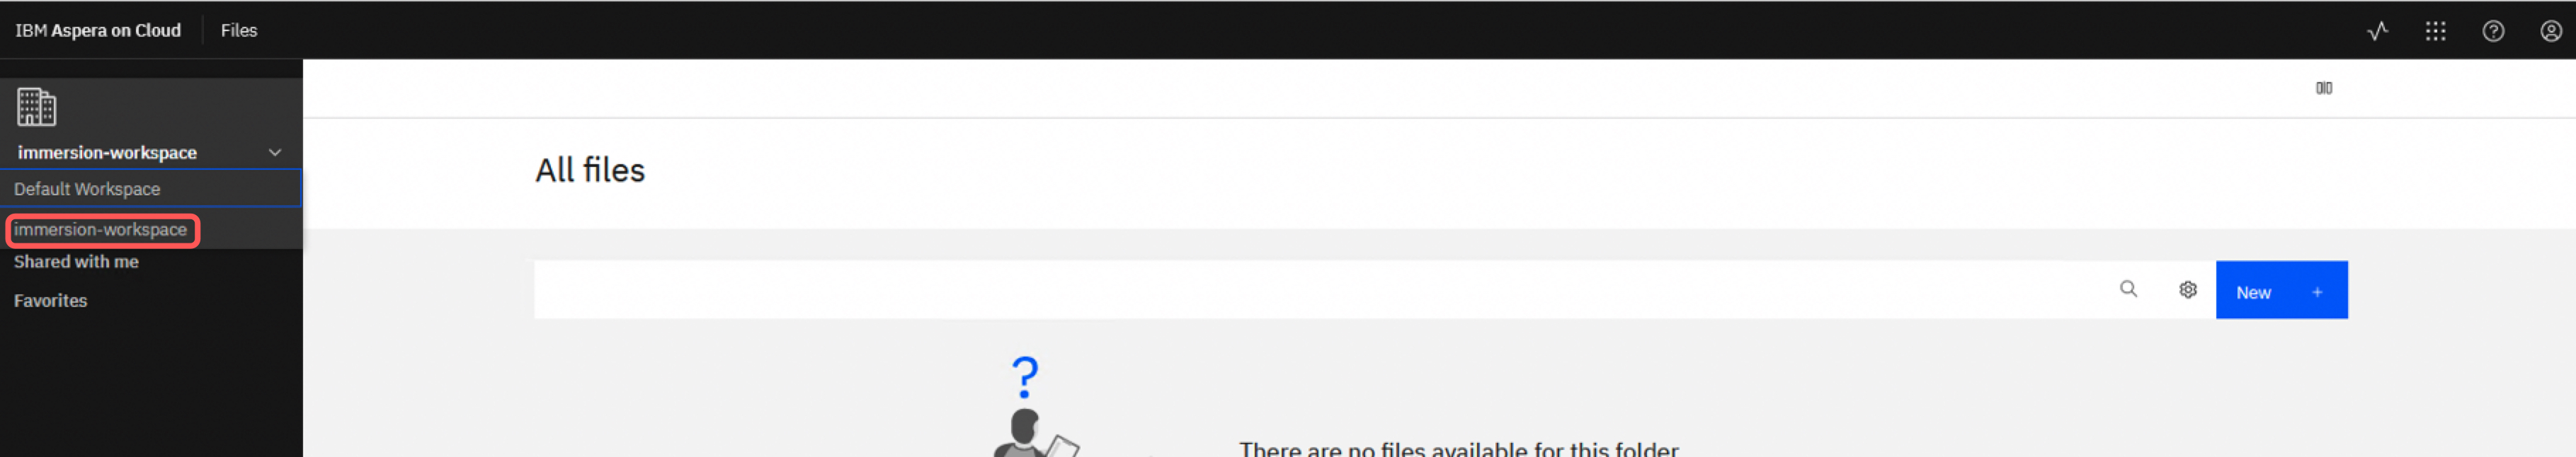 IBM Aspera on Cloud Files
immersion-workspace
Default Workspace
immersion-workspace
Shared with me
Favorites
All files
New +
?
There are no files available for this folder